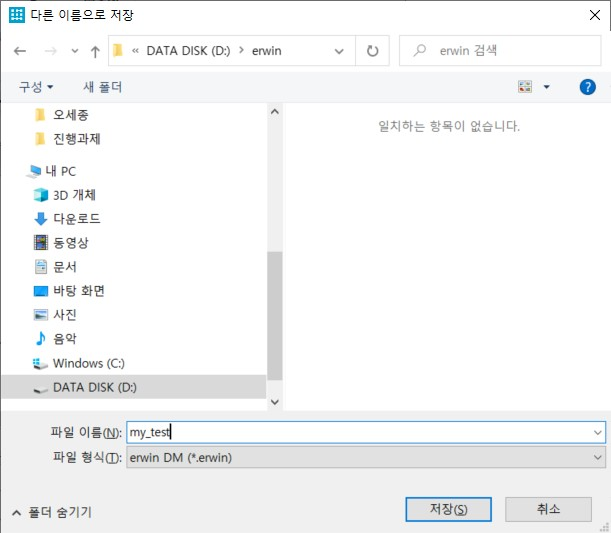 다른 이름으로 저장
« DATA DISK (D:) > erwin
erwin 검색
구성 새 폴더
오세종
진행과제
내 PC
3D 개체
다운로드
동영상
문서
바탕 화면
사진
음악
Windows (C:)
DATA DISK (D:)
일치하는 항목이 없습니다.
파일 이름(N): my_test
파일 형식(T): erwin DM (*.erwin)
폴더 숨기기
저장(S) 취소